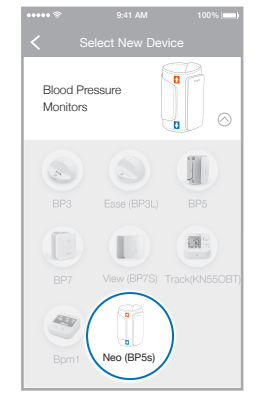 9:41 AM
100%
Select New Device
Blood Pressure
Monitors
BP3
Ease (BP3L)
BP5
BP7
View (BP7S)
Track(KN550BT)
Bpm1
Neo (BP5s)